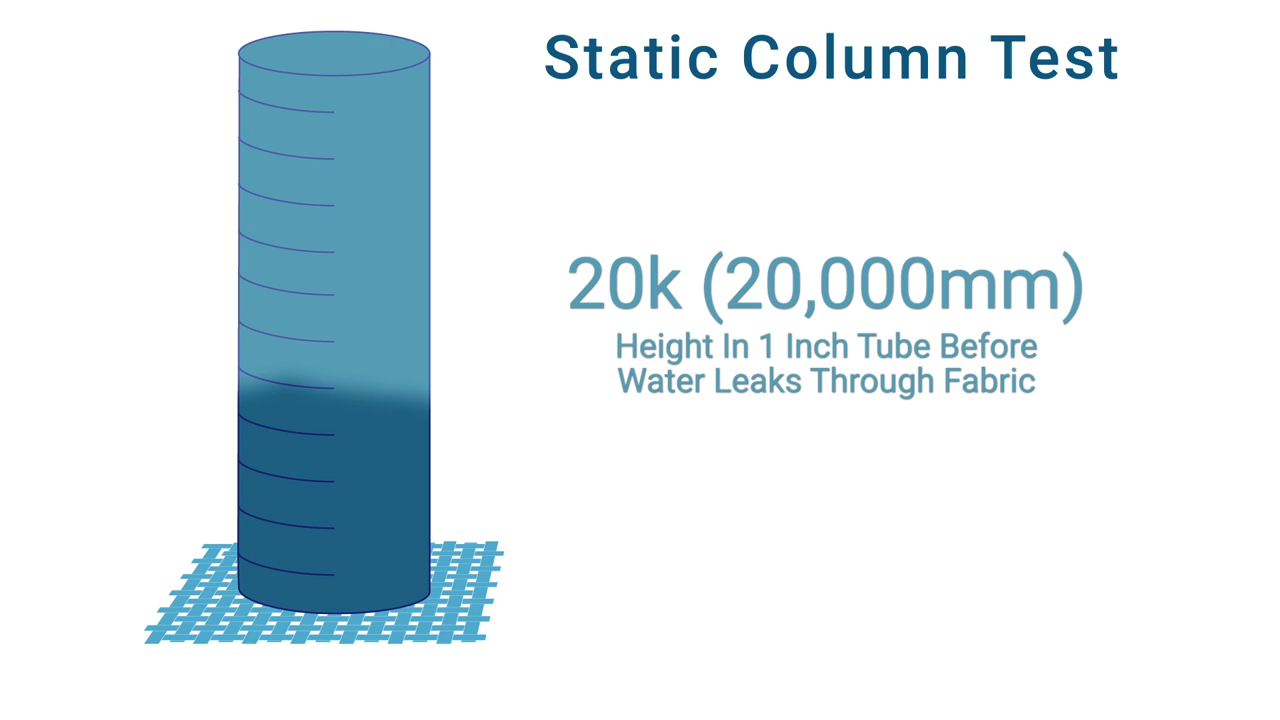 Static Column Test
20k (20,000mm)
Height In 1 Inch Tube Before
Water Leaks Through Fabric